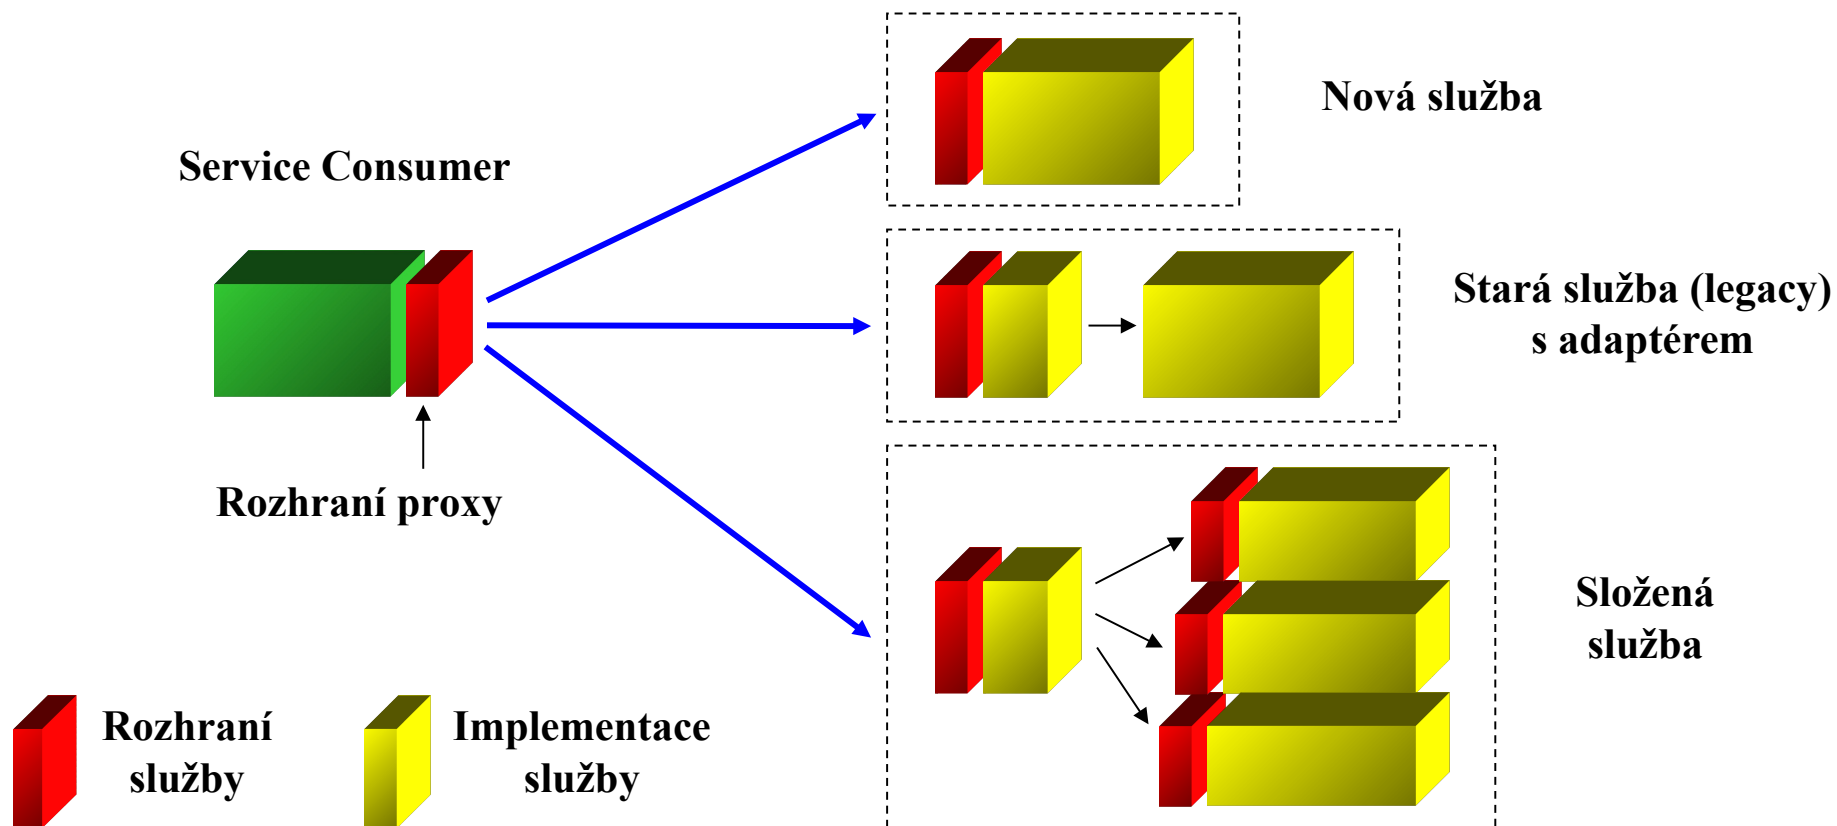 Nová služba
Service Consumer
Stará služba (legacy)
s adaptérem
Rozhraní proxy
Složená
služba
Rozhraní
služby
Implementace
služby